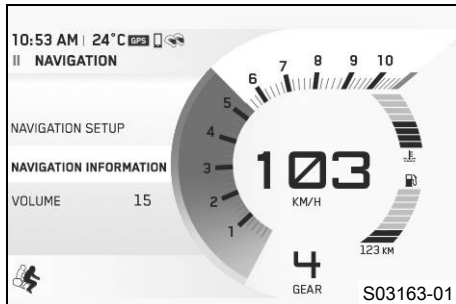 10:53 AM | 24°C GPS
II NAVIGATION
NAVIGATION SETUP
NAVIGATION INFORMATION
VOLUME 15
1
2
3
4
5
6
7
8
9
10
103
KM/H
4
GEAR
123 KM
S03163-01